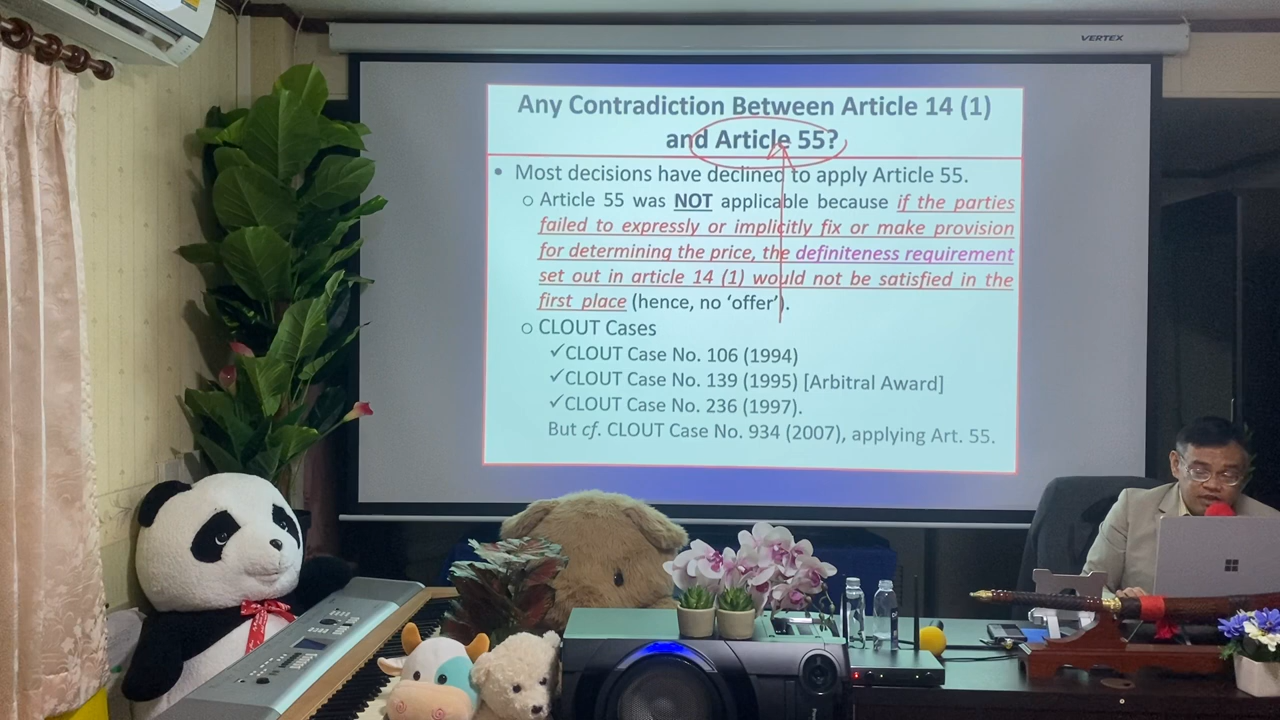 VERTEX
Any Contradiction Between Article 14 (1)
and Article 55?
• Most decisions have declined to apply Article 55.
o Article 55 was NOT applicable because if the parties
failed to expressly or implicitly fix or make provision
for determining the price, the definiteness requirement
set out in article 14 (1) would not be satisfied in the
first place (hence, no ‘offer’).
o CLOUT Cases
✓CLOUT Case No. 106 (1994)
✓CLOUT Case No. 139 (1995) [Arbitral Award]
✓CLOUT Case No. 236 (1997).
But cf. CLOUT Case No. 934 (2007), applying Art. 55.